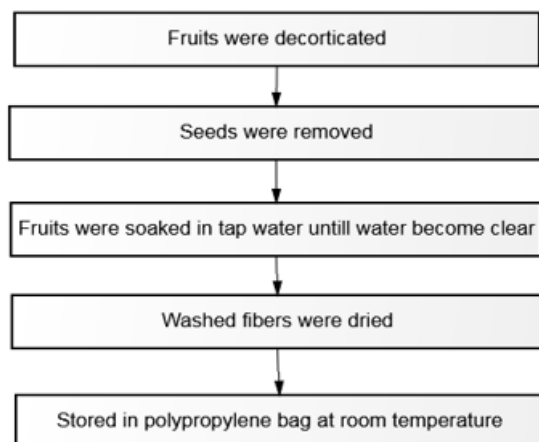 Fruits were decorticated
Seeds were removed
Fruits were soaked in tap water untill water become clear
Washed fibers were dried
Stored in polypropylene bag at room temperature